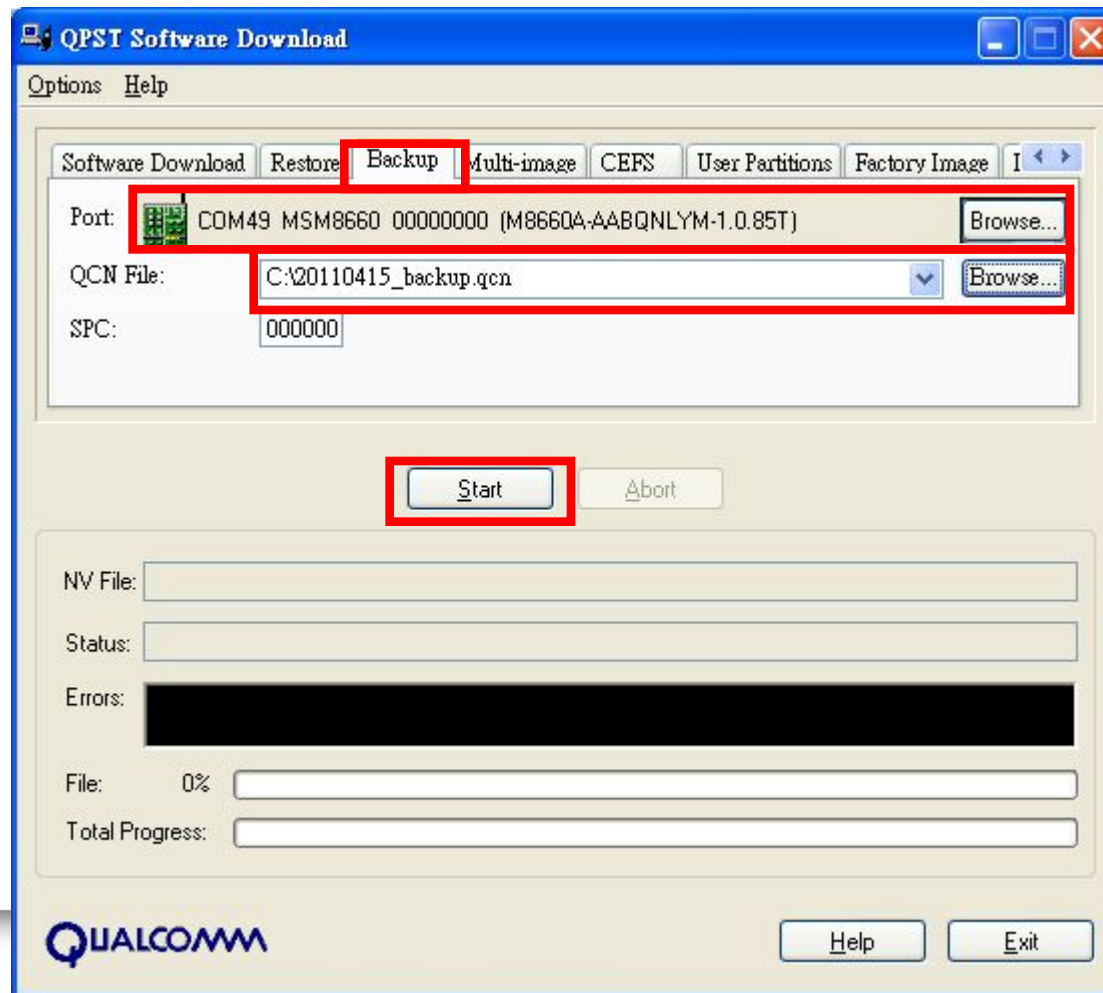 QPST Software Download
Options Help
Software Download Restore Backup Multi-image CEFS User Partitions Factory Image
Port: COM49 MSM8660 00000000 (M8660A-AABQNLYM-1.0.85T) Browse...
QCN File: C:\20110415_backup.qcn Browse...
SPC: 000000
Start Abort
NV File:
Status:
Errors:
File: 0%
Total Progress:
QUALCOMM Help Exit